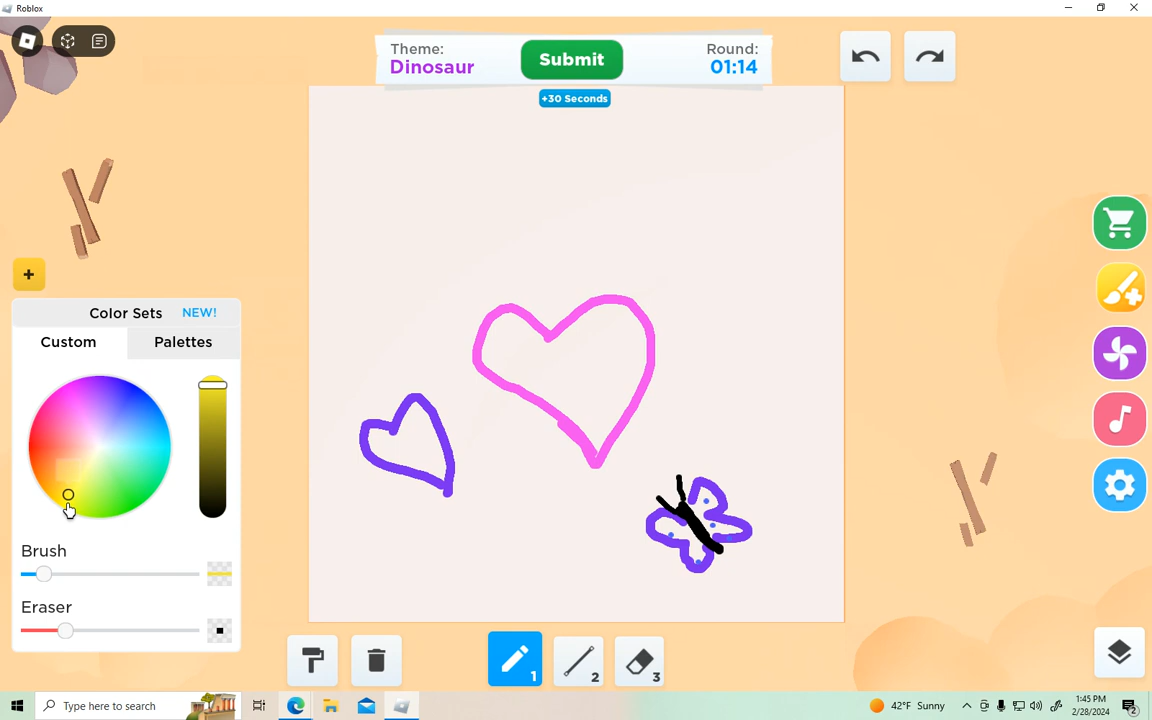 Roblox
Theme:
Dinosaur
Submit
Round:
01:14
+30 Seconds
+
Color Sets NEW!
Custom Palettes
Brush
Eraser
1
2
3
Type here to search
42°F Sunny
1:45 PM
2/28/2024
2